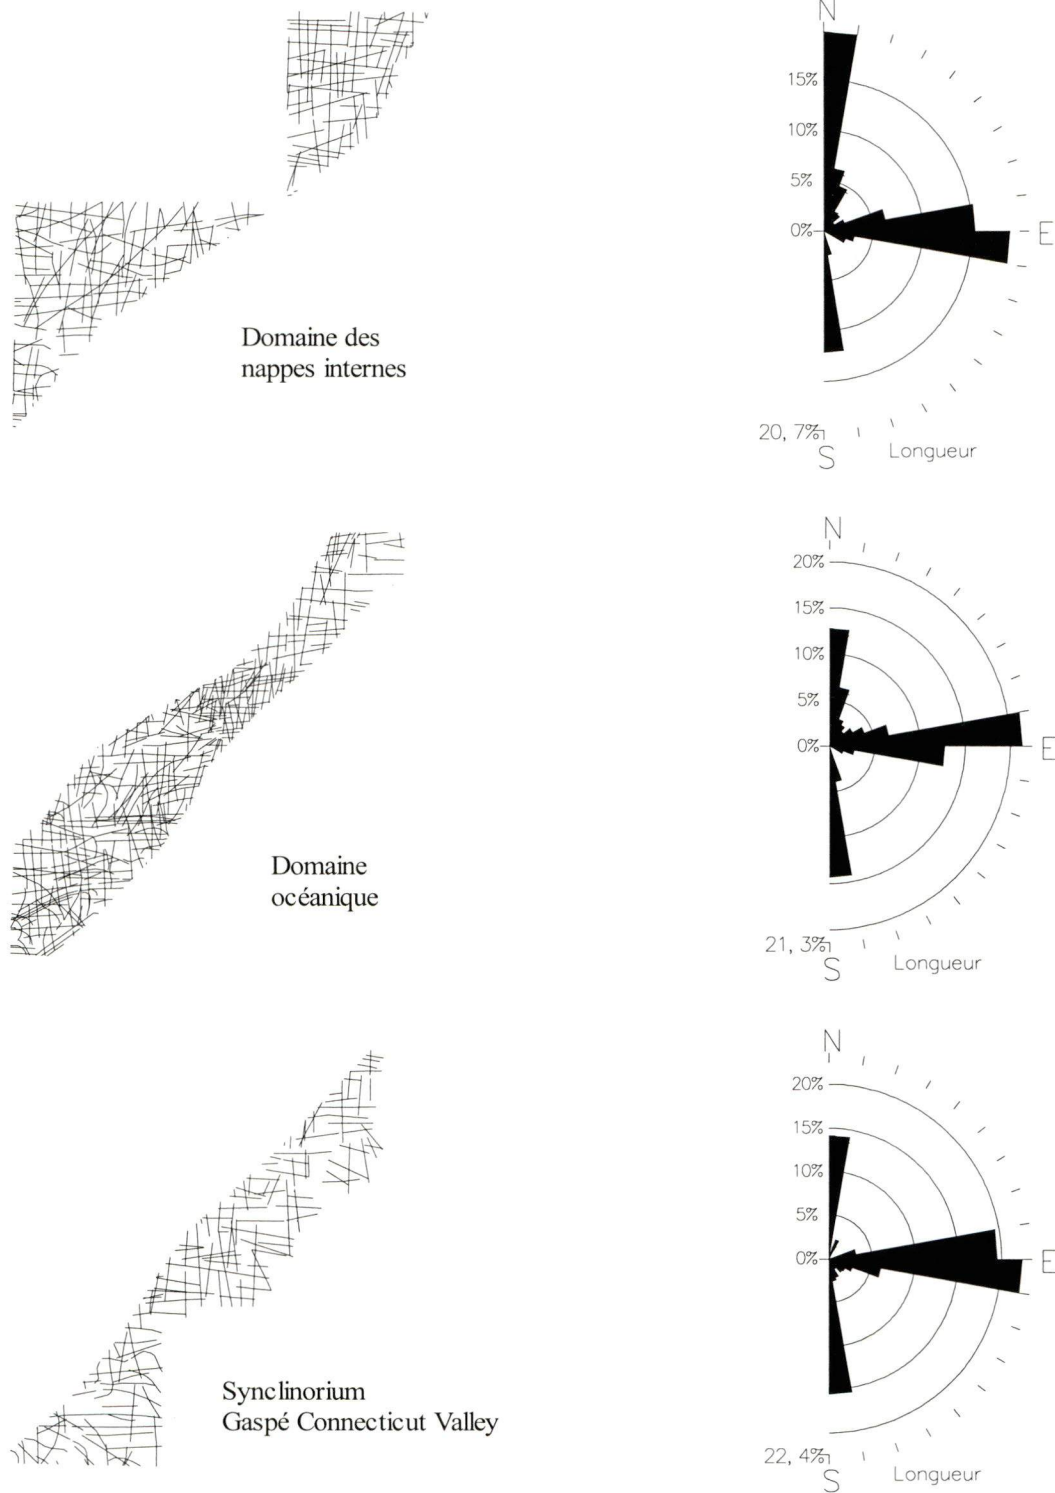 N
15%
10%
5%
0%
E
Domaine des
nappes internes
20, 7%
S
Longueur
N
20%
15%
10%
5%
0%
E
Domaine
océanique
21, 3%
S
Longueur
N
20%
15%
10%
5%
0%
E
Synclinorium
Gaspé Connecticut Valley
22, 4%
S
Longueur